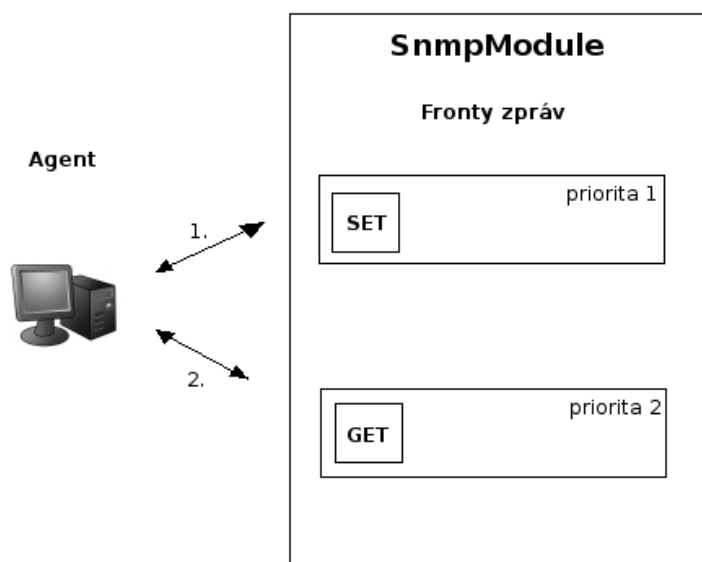 SnmpModule
Fronty zpráv
Agent
priorita 1
SET
1.
2.
priorita 2
GET